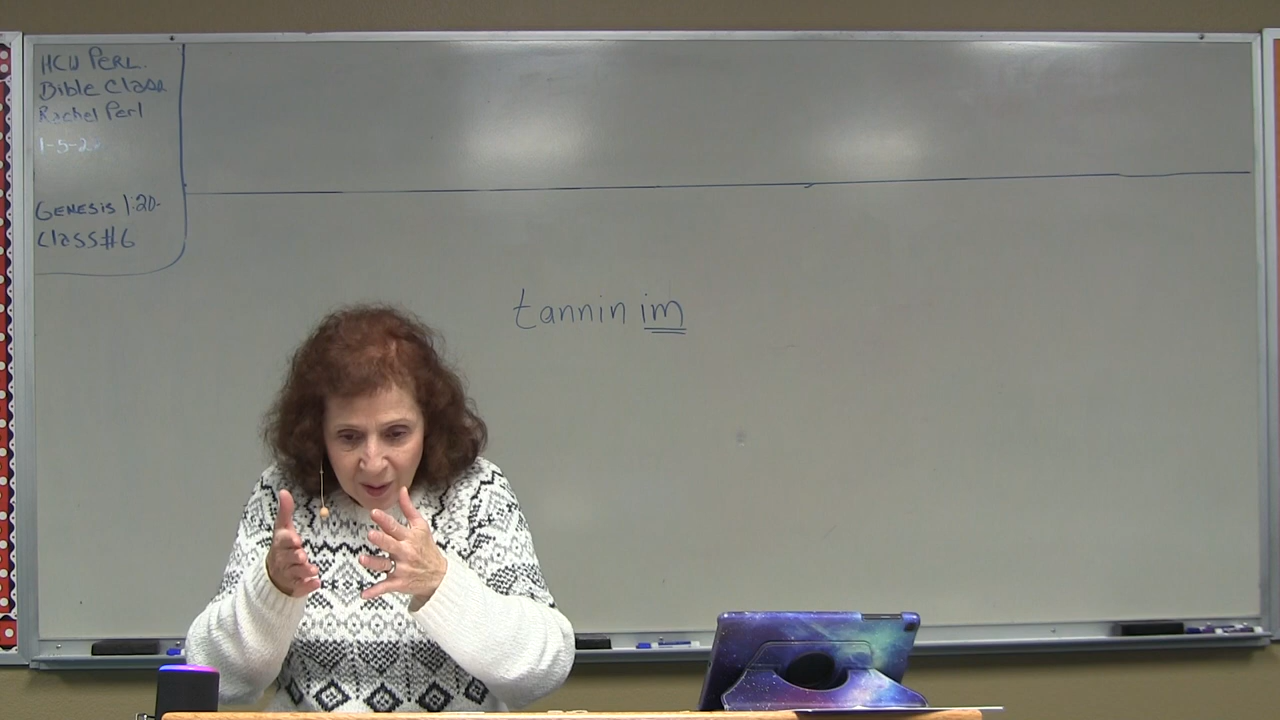 HCU PERL.
Bible Class
Rachel Perl
Genesis 1:20-
Class#6
tannin im